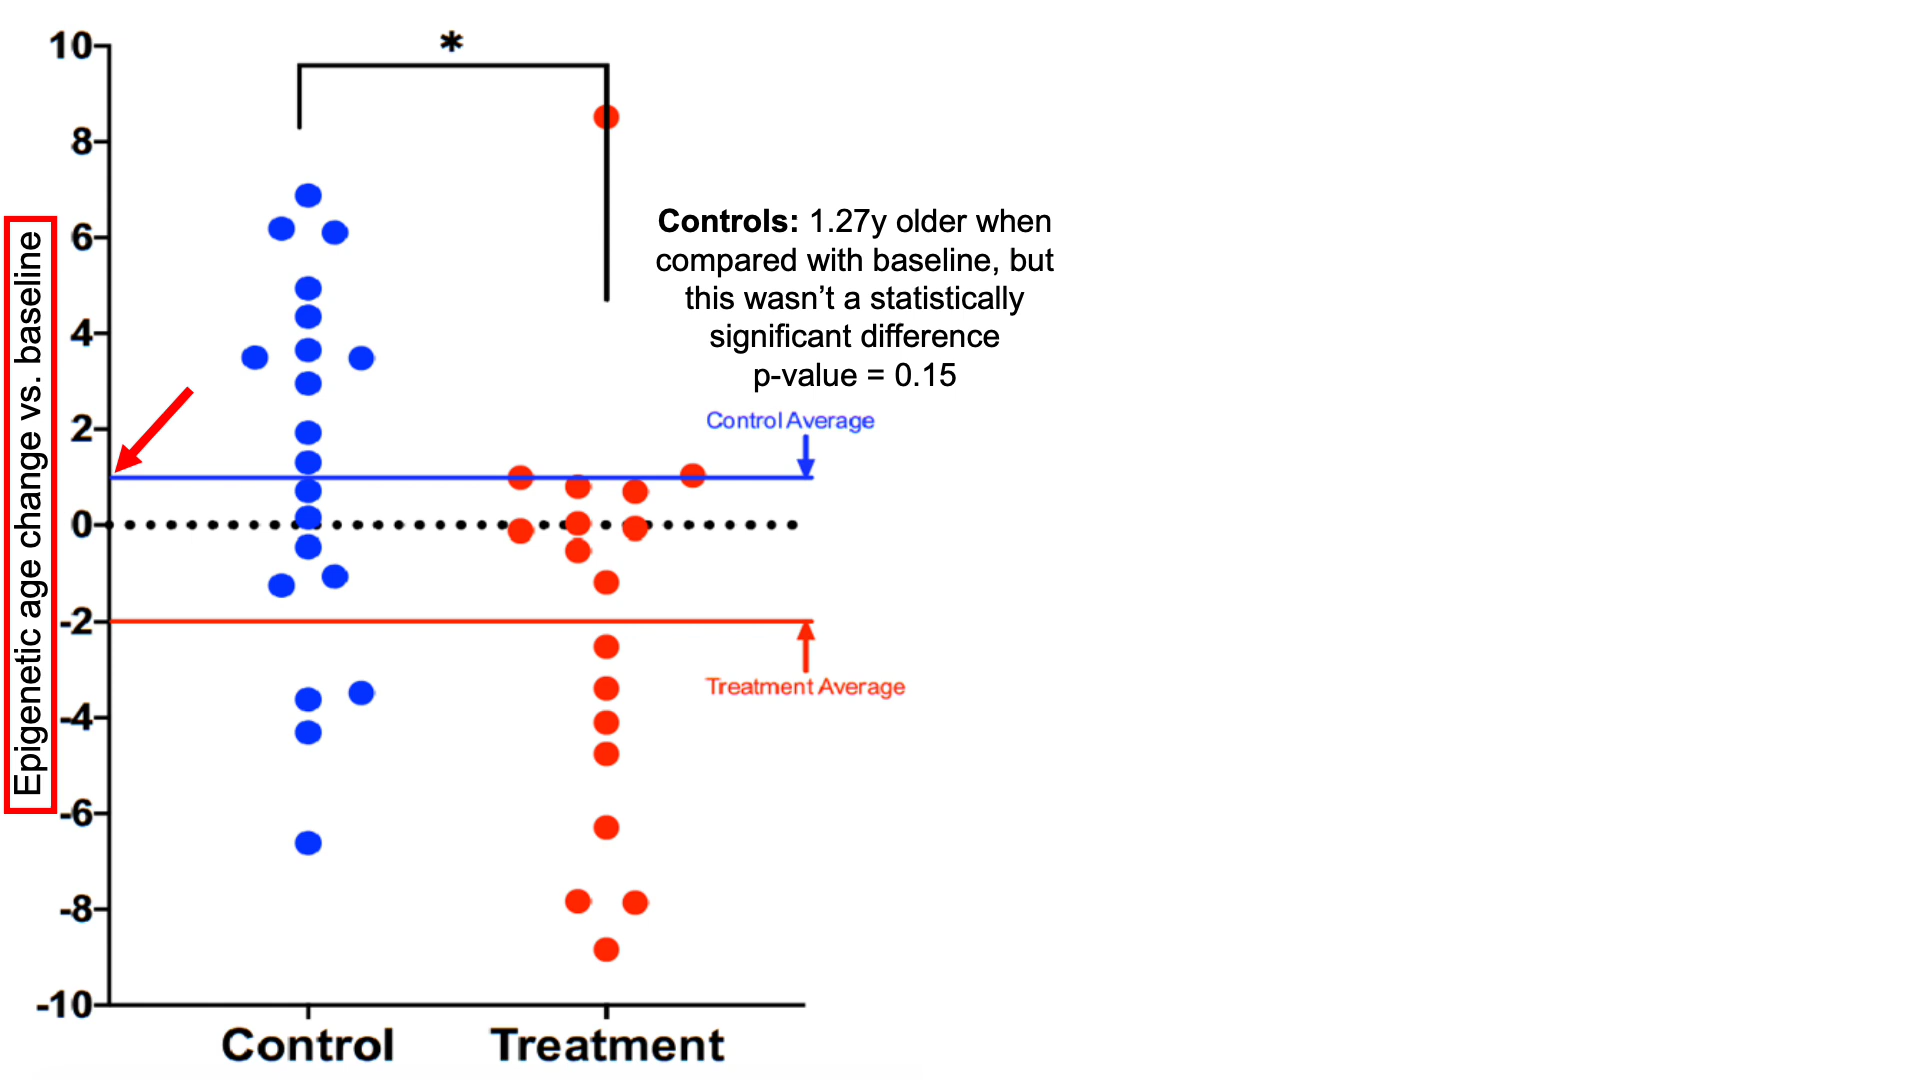 Epigenetic age change vs. baseline
10
8
6
4
2
0
-2
-4
-6
-8
-10
*
Controls: 1.27y older when
compared with baseline, but
this wasn’t a statistically
significant difference
p-value = 0.15
Control Average
Treatment Average
Control
Treatment